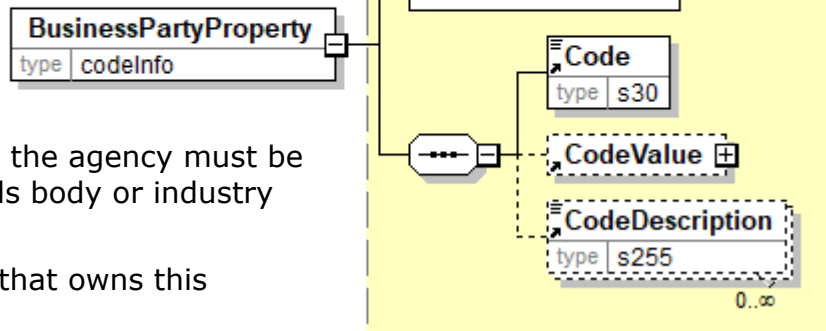 BusinessPartyProperty
type codeInfo
Code
type s30
CodeValue
CodeDescription
type s255
0..∞
the agency must be
body or industry
that owns this